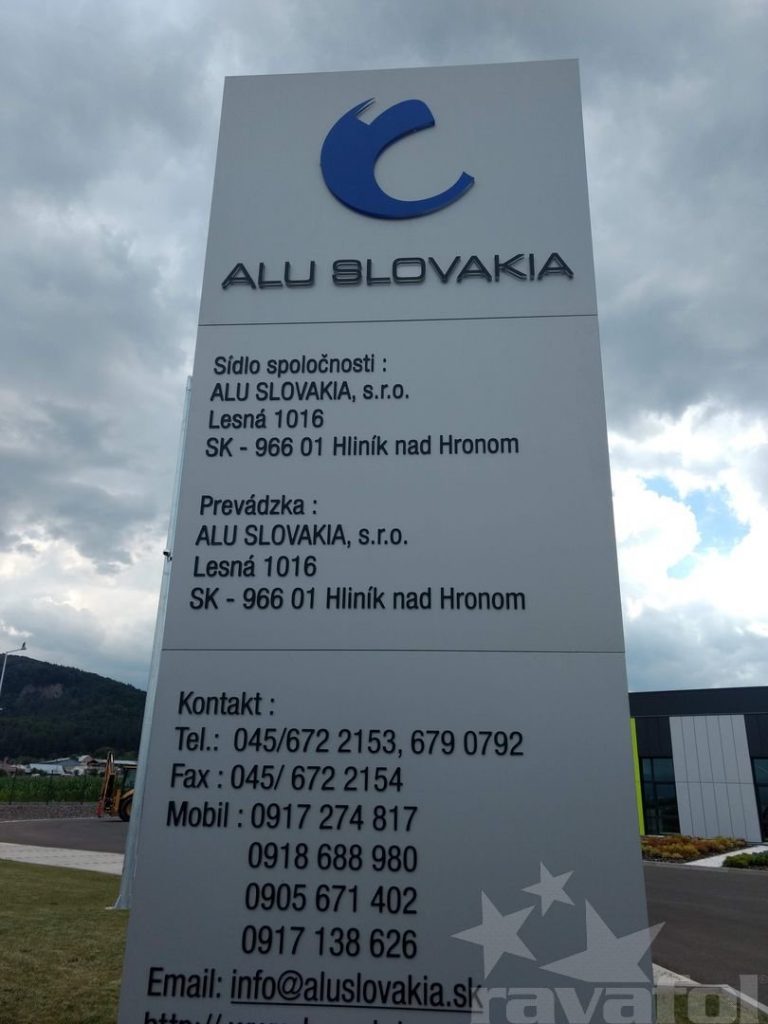 ALU SLOVAKIA
Sídlo spoločnosti :
ALU SLOVAKIA, s.r.o.
Lesná 1016
SK - 966 01 Hliník nad Hronom
Prevádzka :
ALU SLOVAKIA, s.r.o.
Lesná 1016
SK - 966 01 Hliník nad Hronom
Kontakt :
Tel.: 045/672 2153, 679 0792
Fax : 045/ 672 2154
Mobil : 0917 274 817
0918 688 980
0905 671 402
0917 138 626
Email: info@aluslovakia.sk
ravafol